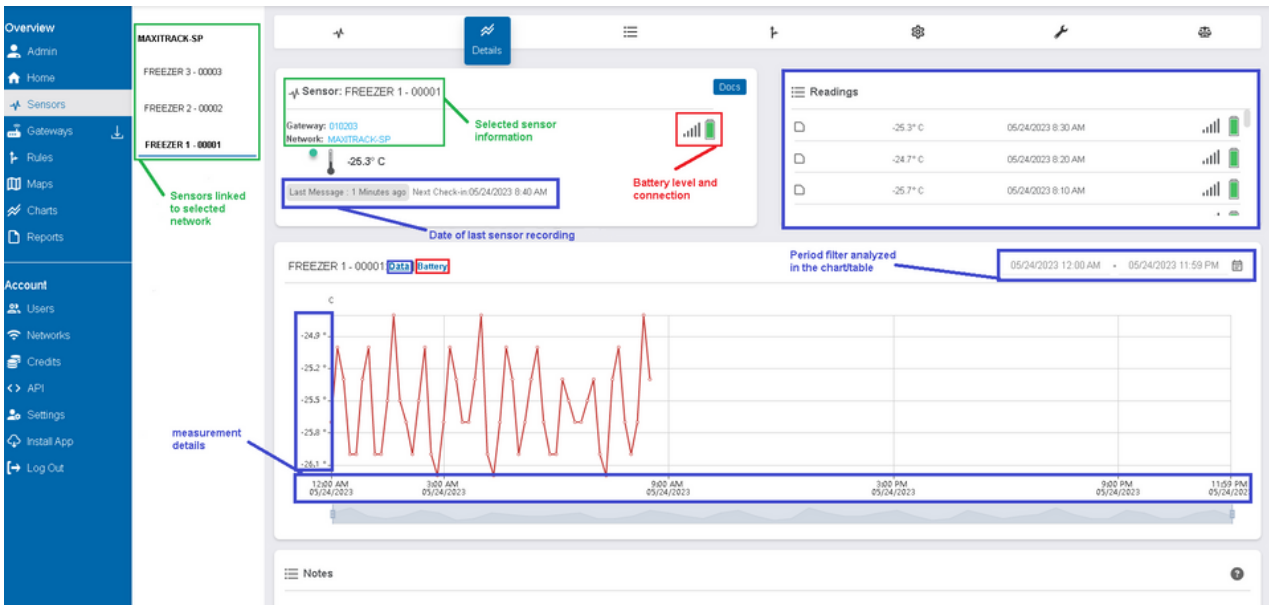 Overview
Admin
Home
Sensors
Gateways
Rules
Maps
Charts
Reports
Account
Users
Networks
Credits
API
Settings
Install App
Log Out
MAXITRACK-SP
FREEZER 3 - 00003
FREEZER 2 - 00002
FREEZER 1 - 00001
Sensors linked
to selected
network
Details
Sensor: FREEZER 1 - 00001
Docs
Gateway: 010203
Network: MAXITRACK-SP
-25.3° C
Last Message : 1 Minutes ago Next Check-in:05/24/2023 8:40 AM
Selected sensor
information
Battery level and
connection
Date of last sensor recording
Readings
-25.3° C 05/24/2023 8:30 AM
-24.7° C 05/24/2023 8:20 AM
-25.7° C 05/24/2023 8:10 AM
FREEZER 1 - 00001 Data Battery
Period filter analyzed
in the chart/table
05/24/2023 12:00 AM - 05/24/2023 11:59 PM
C
-24.9 °
-25.2 °
-25.5 °
-25.8 °
-26.1 °
measurement
details
12:00 AM 3:00 AM 9:00 AM 3:00 PM 9:00 PM 11:59 PM
05/24/2023 05/24/2023 05/24/2023 05/24/2023 05/24/2023 05/24/202
Notes